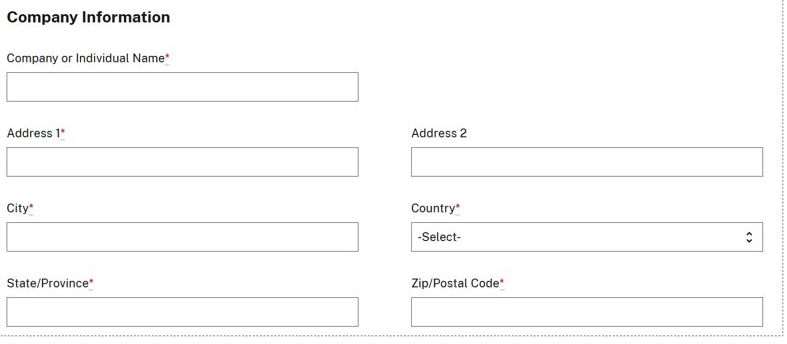 Company Information
Company or Individual Name*
Address 1*
Address 2
City*
Country*
-Select-
State/Province*
Zip/Postal Code*